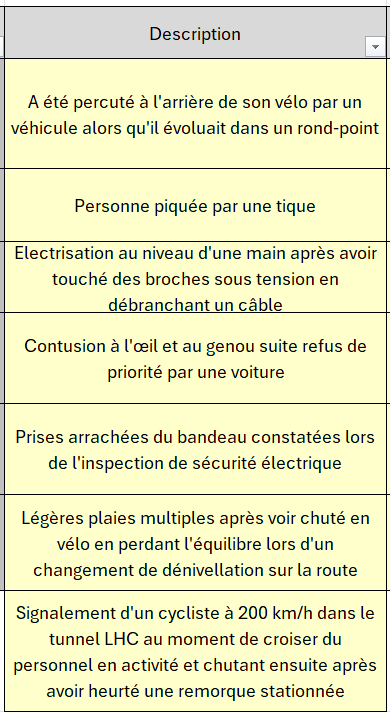 Description
A été percuté à l'arrière de son vélo par un
véhicule alors qu'il évoluait dans un rond-point
Personne piquée par une tique
Electrisation au niveau d'une main après avoir
touché des broches sous tension en
débranchant un câble
Contusion à l'œil et au genou suite refus de
priorité par une voiture
Prises arrachées du bandeau constatées lors
de l'inspection de sécurité électrique
Légères plaies multiples après voir chuté en
vélo en perdant l'équilibre lors d'un
changement de dénivellation sur la route
Signalement d'un cycliste à 200 km/h dans le
tunnel LHC au moment de croiser du
personnel en activité et chutant ensuite après
avoir heurté une remorque stationnée